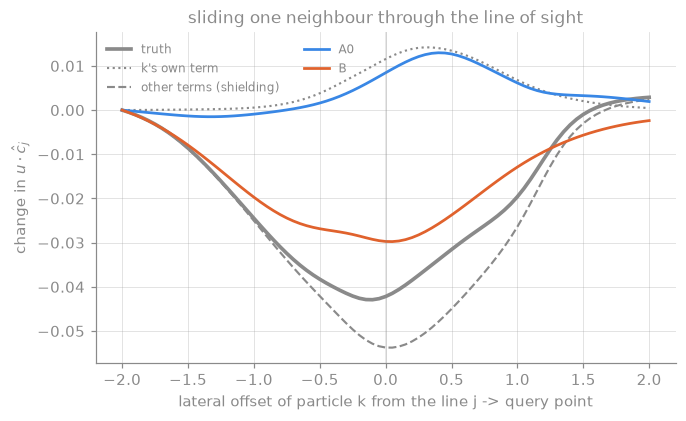 sliding one neighbour through the line of sight
truth
k's own term
other terms (shielding)
A0
B
0.01
0.00
−0.01
−0.02
−0.03
−0.04
−0.05
change in u · ĉj
−2.0 −1.5 −1.0 −0.5 0.0 0.5 1.0 1.5 2.0
lateral offset of particle k from the line j -> query point